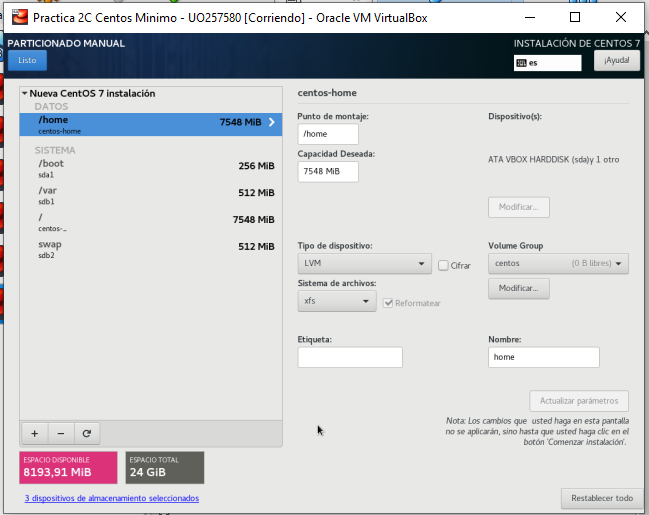 Practica 2C Centos Minimo - UO257580 [Corriendo] - Oracle VM VirtualBox
PARTICIONADO MANUAL
Listo
INSTALACIÓN DE CENTOS 7
es
¡Ayuda!
Nueva CentOS 7 instalación
DATOS
/home
7548 MiB
centos-home
SISTEMA
/boot
256 MiB
sda1
/var
512 MiB
sdb1
/
7548 MiB
centos-..
swap
512 MiB
sdb2
+ −
ESPACIO DISPONIBLE
8193,91 MiB
ESPACIO TOTAL
24 GiB
3 dispositivos de almacenamiento seleccionados
centos-home
Punto de montaje:
/home
Capacidad Deseada:
7548 MiB
Dispositivo(s):
ATA VBOX HARDDISK (sda)y 1 otro
Modificar...
Tipo de dispositivo:
LVM
Cifrar
Volume Group
centos (0 B libres)
Modificar...
Sistema de archivos:
xfs
Reformatear
Etiqueta:
Nombre:
home
Actualizar parámetros
Nota: Los cambios que usted haga en esta pantalla
no se aplicarán, sino hasta que usted haga clic en el
botón 'Comenzar instalación'.
Restablecer todo